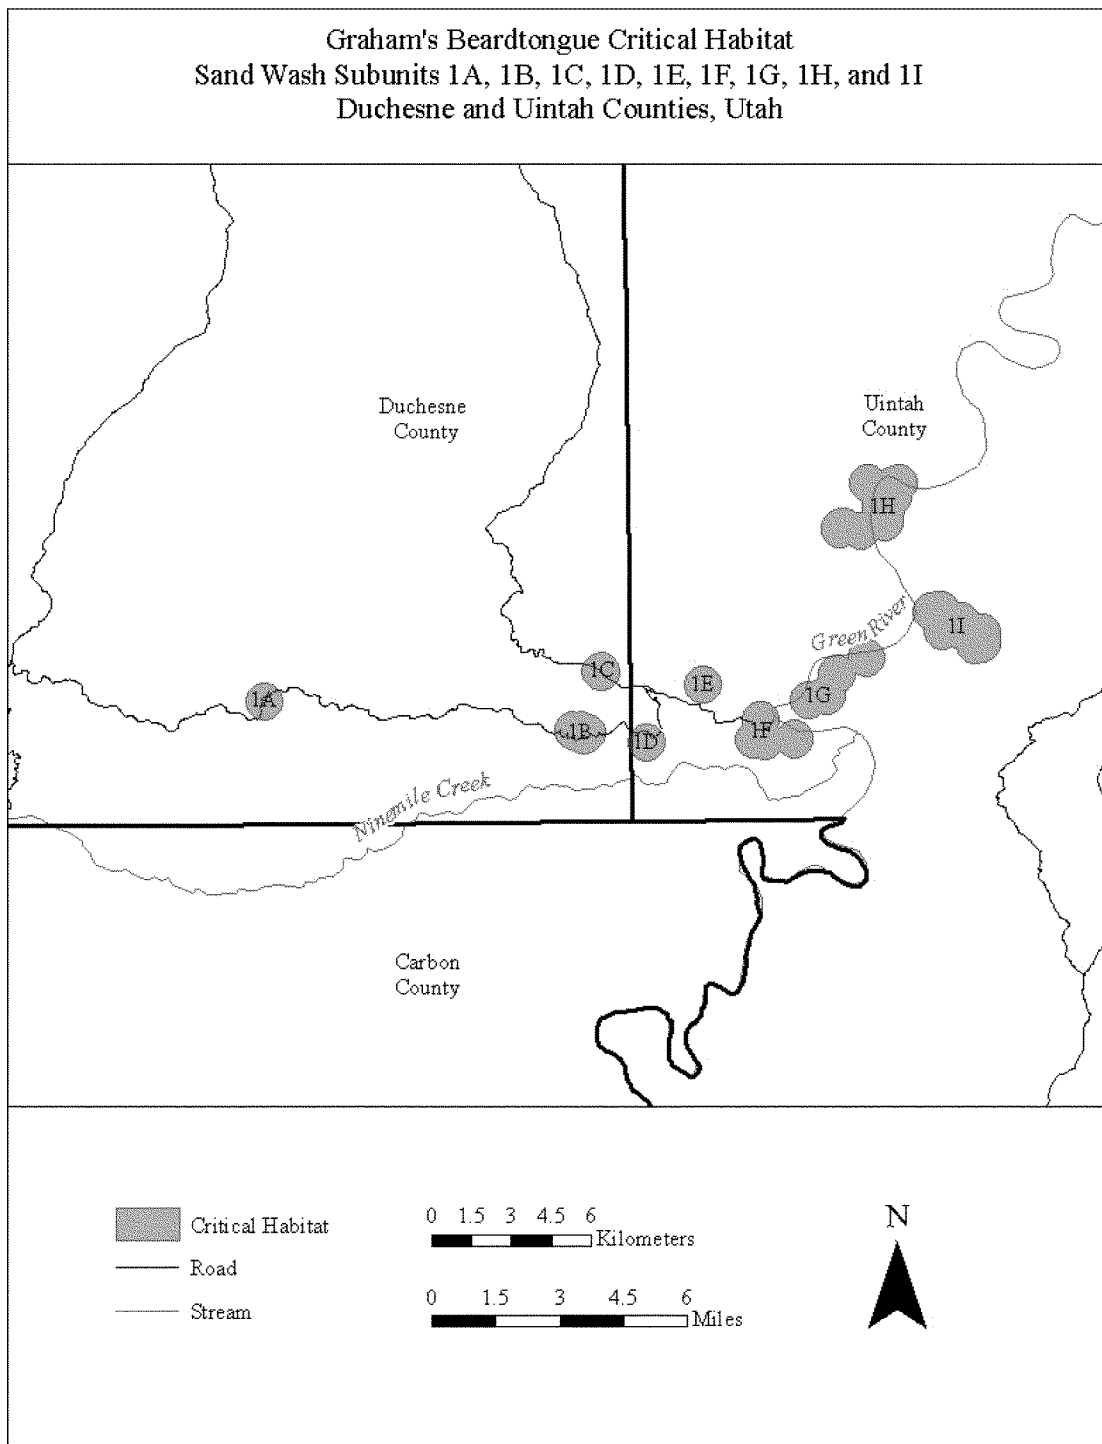 Graham's Beardtongue Critical Habitat
Sand Wash Subunits 1A, 1B, 1C, 1D, 1E, 1F, 1G, 1H, and 1I
Duchesne and Uintah Counties, Utah
Duchesne
County
Uintah
County
1H
Green River
1I
1C
1E
1A
1G
1B
1D
1F
Ninemile Creek
Carbon
County
Critical Habitat
Road
Stream
0 1.5 3 4.5 6
Kilometers
0 1.5 3 4.5 6
Miles
N